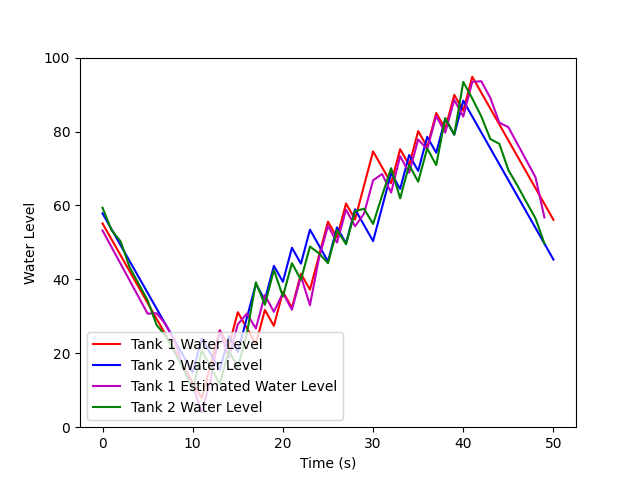 100
80
60
40
20
0
Water Level
Tank 1 Water Level
Tank 2 Water Level
Tank 1 Estimated Water Level
Tank 2 Water Level
0 10 20 30 40 50
Time (s)